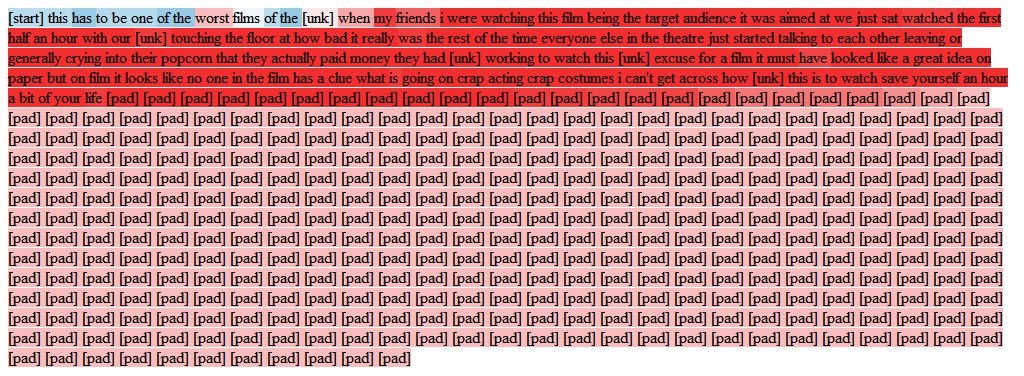 [start] this has to be one of the worst films of the [unk] when my friends i were watching this film being the target audience it was aimed at we just sat watched the first
half an hour with our [unk] touching the floor at how bad it really was the rest of the time everyone else in the theatre just started talking to each other leaving or
generally crying into their popcorn that they actually paid money they had [unk] working to watch this [unk] excuse for a film it must have looked like a great idea on
paper but on film it looks like no one in the film has a clue what is going on crap acting crap costumes i can't get across how [unk] this is to watch save yourself an hour
a bit of your life [pad] [pad] [pad] [pad] [pad] [pad] [pad] [pad] [pad] [pad] [pad] [pad] [pad] [pad] [pad] [pad] [pad] [pad] [pad] [pad] [pad] [pad] [pad] [pad]
[pad] [pad] [pad] [pad] [pad] [pad] [pad] [pad] [pad] [pad] [pad] [pad] [pad] [pad] [pad] [pad] [pad] [pad] [pad] [pad] [pad] [pad] [pad] [pad] [pad] [pad] [pad]
[pad] [pad] [pad] [pad] [pad] [pad] [pad] [pad] [pad] [pad] [pad] [pad] [pad] [pad] [pad] [pad] [pad] [pad] [pad] [pad] [pad] [pad] [pad] [pad] [pad] [pad] [pad]
[pad] [pad] [pad] [pad] [pad] [pad] [pad] [pad] [pad] [pad] [pad] [pad] [pad] [pad] [pad] [pad] [pad] [pad] [pad] [pad] [pad] [pad] [pad] [pad] [pad] [pad] [pad]
[pad] [pad] [pad] [pad] [pad] [pad] [pad] [pad] [pad] [pad] [pad] [pad] [pad] [pad] [pad] [pad] [pad] [pad] [pad] [pad] [pad] [pad] [pad] [pad] [pad] [pad] [pad]
[pad] [pad] [pad] [pad] [pad] [pad] [pad] [pad] [pad] [pad] [pad] [pad] [pad] [pad] [pad] [pad] [pad] [pad] [pad] [pad] [pad] [pad] [pad] [pad] [pad] [pad] [pad]
[pad] [pad] [pad] [pad] [pad] [pad] [pad] [pad] [pad] [pad] [pad] [pad] [pad] [pad] [pad] [pad] [pad] [pad] [pad] [pad] [pad] [pad] [pad] [pad] [pad] [pad] [pad]
[pad] [pad] [pad] [pad] [pad] [pad] [pad] [pad] [pad] [pad] [pad] [pad] [pad] [pad] [pad] [pad] [pad] [pad] [pad] [pad] [pad] [pad] [pad] [pad] [pad] [pad] [pad]
[pad] [pad] [pad] [pad] [pad] [pad] [pad] [pad] [pad] [pad] [pad] [pad] [pad] [pad] [pad] [pad] [pad] [pad] [pad] [pad] [pad] [pad] [pad] [pad] [pad] [pad] [pad]
[pad] [pad] [pad] [pad] [pad] [pad] [pad] [pad] [pad] [pad] [pad] [pad] [pad] [pad] [pad] [pad] [pad] [pad] [pad] [pad] [pad] [pad] [pad] [pad] [pad] [pad] [pad]
[pad] [pad] [pad] [pad] [pad] [pad] [pad] [pad] [pad] [pad] [pad] [pad] [pad] [pad] [pad] [pad] [pad] [pad] [pad] [pad] [pad] [pad] [pad] [pad] [pad] [pad] [pad]
[pad] [pad] [pad] [pad] [pad] [pad] [pad] [pad] [pad] [pad] [pad] [pad] [pad] [pad] [pad] [pad] [pad] [pad] [pad] [pad] [pad] [pad] [pad] [pad] [pad] [pad] [pad]
[pad] [pad] [pad] [pad] [pad] [pad] [pad] [pad] [pad] [pad] [pad] [pad] [pad] [pad] [pad] [pad] [pad] [pad] [pad] [pad] [pad] [pad] [pad] [pad] [pad] [pad] [pad]
[pad] [pad] [pad] [pad] [pad] [pad] [pad] [pad] [pad] [pad] [pad]